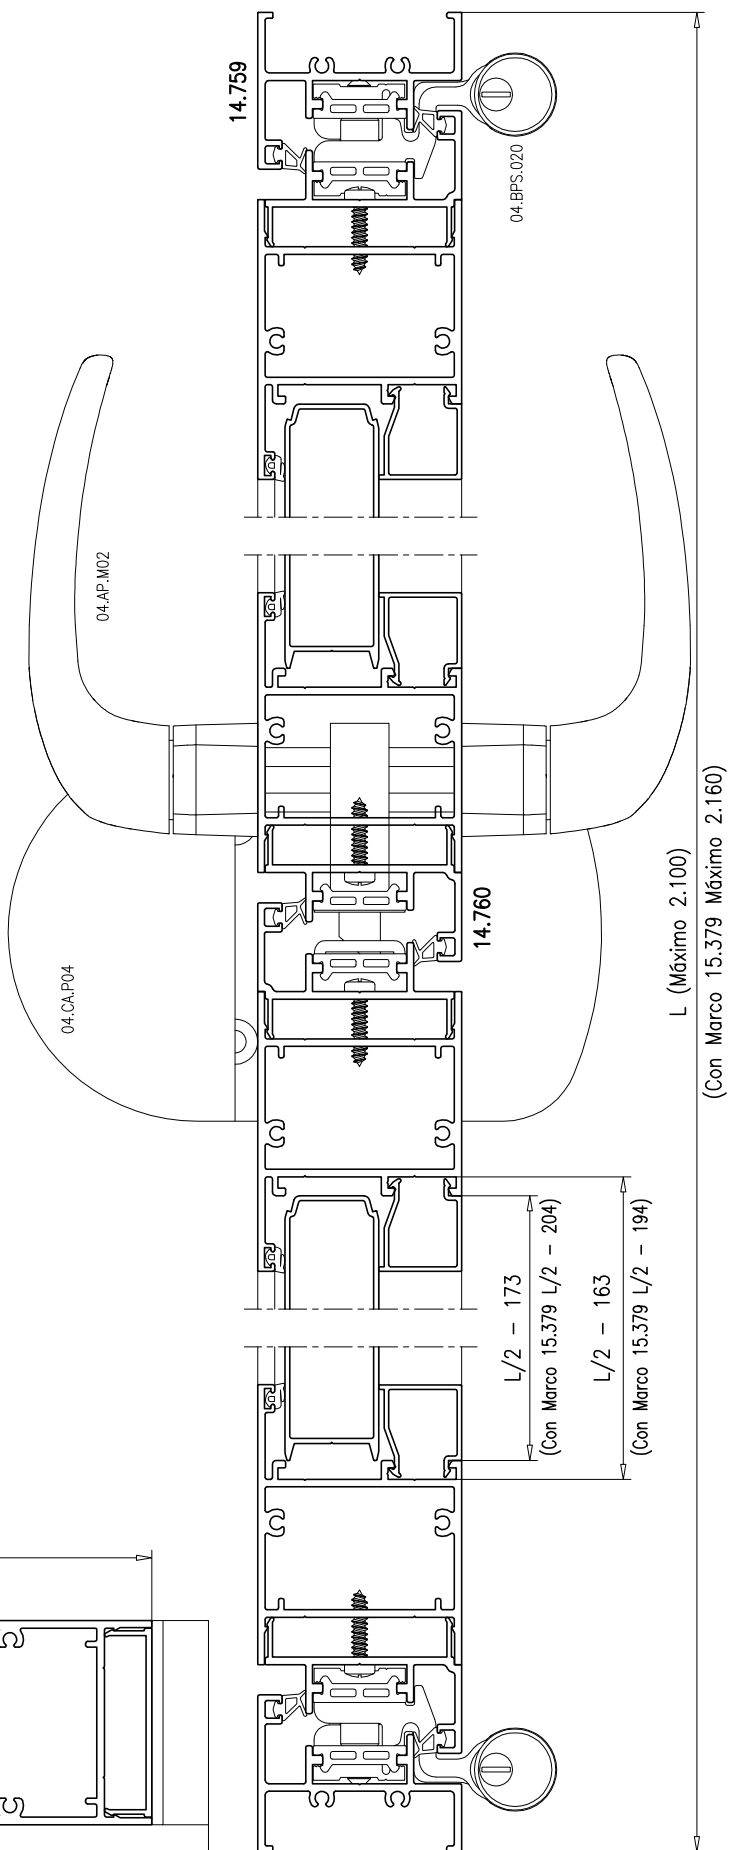 14.759
04.BPS.020
04.AP.M02
14.760
04.CA.P04
L (Máximo 2.100)
(Con Marco 15.379 Máximo 2.160)
L/2 - 173
(Con Marco 15.379 L/2 - 204)
L/2 - 163
(Con Marco 15.379 L/2 - 194)